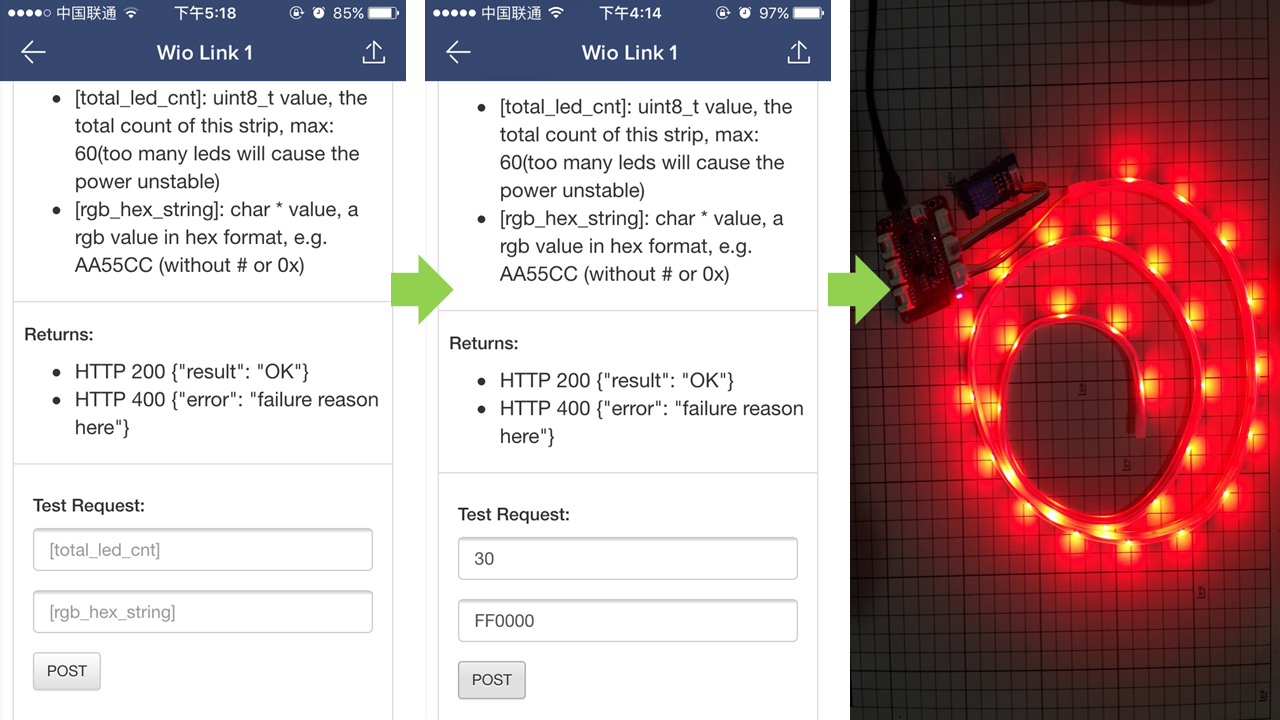 中国联通 下午5:18 85%
Wio Link 1
[total_led_cnt]: uint8_t value, the
total count of this strip, max:
60(too many leds will cause the
power unstable)
[rgb_hex_string]: char * value, a
rgb value in hex format, e.g.
AA55CC (without # or 0x)
Returns:
HTTP 200 {"result": "OK"}
HTTP 400 {"error": "failure reason
here"}
Test Request:
[total_led_cnt]
[rgb_hex_string]
POST
中国联通 下午4:14 97%
Wio Link 1
[total_led_cnt]: uint8_t value, the
total count of this strip, max:
60(too many leds will cause the
power unstable)
[rgb_hex_string]: char * value, a
rgb value in hex format, e.g.
AA55CC (without # or 0x)
Returns:
HTTP 200 {"result": "OK"}
HTTP 400 {"error": "failure reason
here"}
Test Request:
30
FF0000
POST